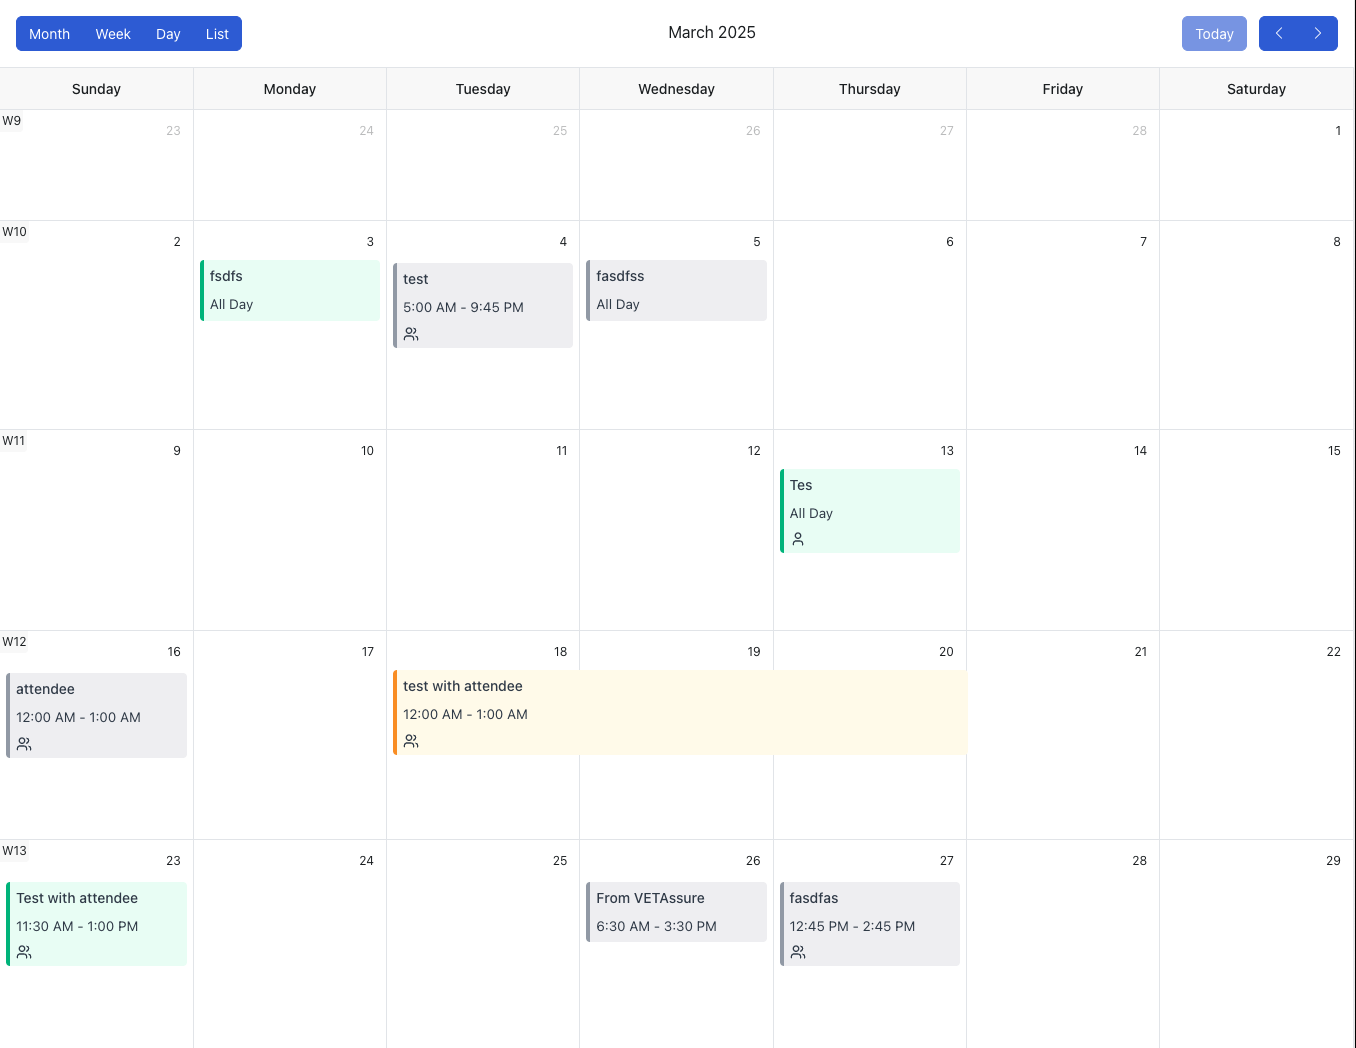 Month Week Day List
March 2025
Today
Sunday Monday Tuesday Wednesday Thursday Friday Saturday
W9
23 24 25 26 27 28 1
W10
2 3 4 5 6 7 8
fsdfs
All Day
test
5:00 AM - 9:45 PM
fasdfss
All Day
W11
9 10 11 12 13 14 15
Tes
All Day
W12
16 17 18 19 20 21 22
attendee
12:00 AM - 1:00 AM
test with attendee
12:00 AM - 1:00 AM
W13
23 24 25 26 27 28 29
Test with attendee
11:30 AM - 1:00 PM
From VETAssure
6:30 AM - 3:30 PM
fasdfas
12:45 PM - 2:45 PM